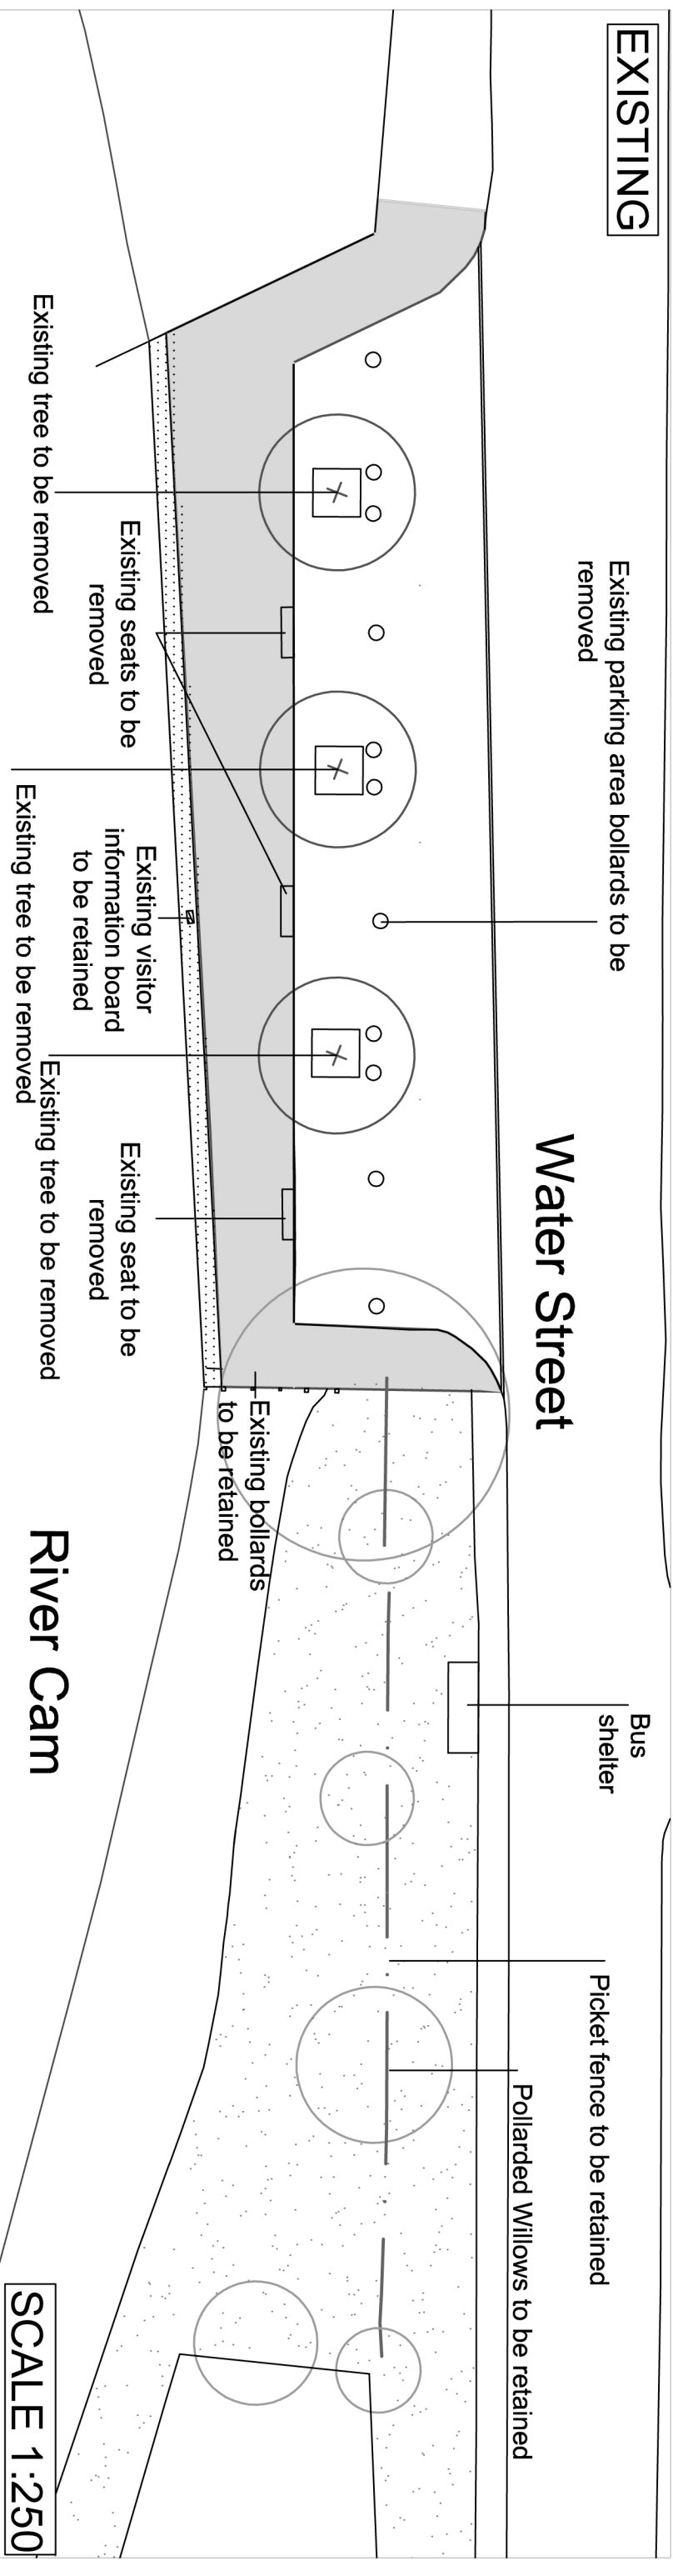 EXISTING
Existing parking area bollards to be
removed
Water Street
Bus
shelter
Picket fence to be retained
Pollarded Willows to be retained
Existing tree to be removed
Existing seats to be
removed
Existing visitor
information board
to be retained
Existing tree to be removed
Existing tree to be removed
Existing seat to be
removed
Existing bollards
to be retained
River Cam
SCALE 1:250